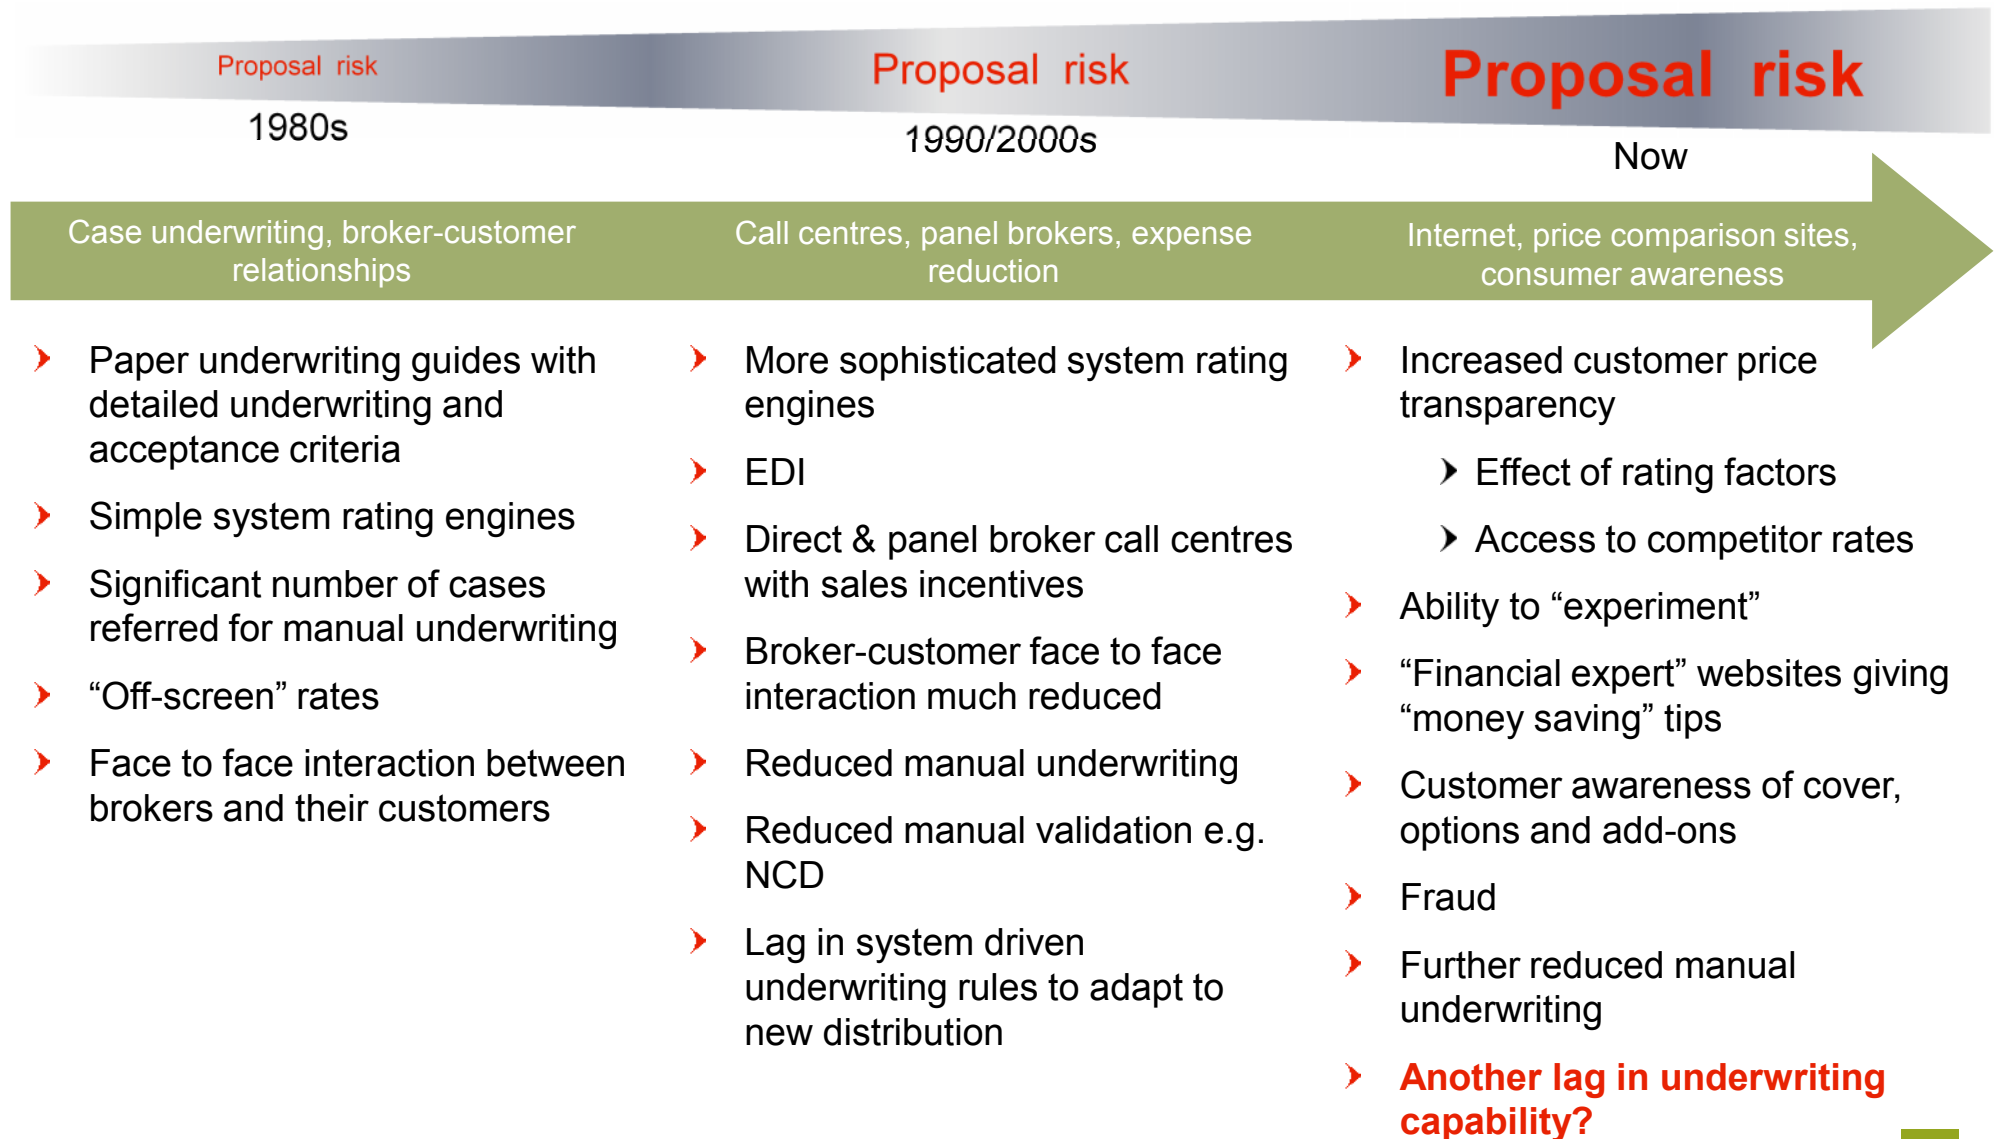 Proposal risk
Proposal risk
Proposal risk
1980s
1990/2000s
Now
Case underwriting, broker-customer
relationships
Call centres, panel brokers, expense
reduction
Internet, price comparison sites,
consumer awareness
Paper underwriting guides with
detailed underwriting and
acceptance criteria
Simple system rating engines
Significant number of cases
referred for manual underwriting
“Off-screen” rates
Face to face interaction between
brokers and their customers
More sophisticated system rating
engines
EDI
Direct & panel broker call centres
with sales incentives
Broker-customer face to face
interaction much reduced
Reduced manual underwriting
Reduced manual validation e.g.
NCD
Lag in system driven
underwriting rules to adapt to
new distribution
Increased customer price
transparency
Effect of rating factors
Access to competitor rates
Ability to “experiment”
“Financial expert” websites giving
“money saving” tips
Customer awareness of cover,
options and add-ons
Fraud
Further reduced manual
underwriting
Another lag in underwriting
capability?